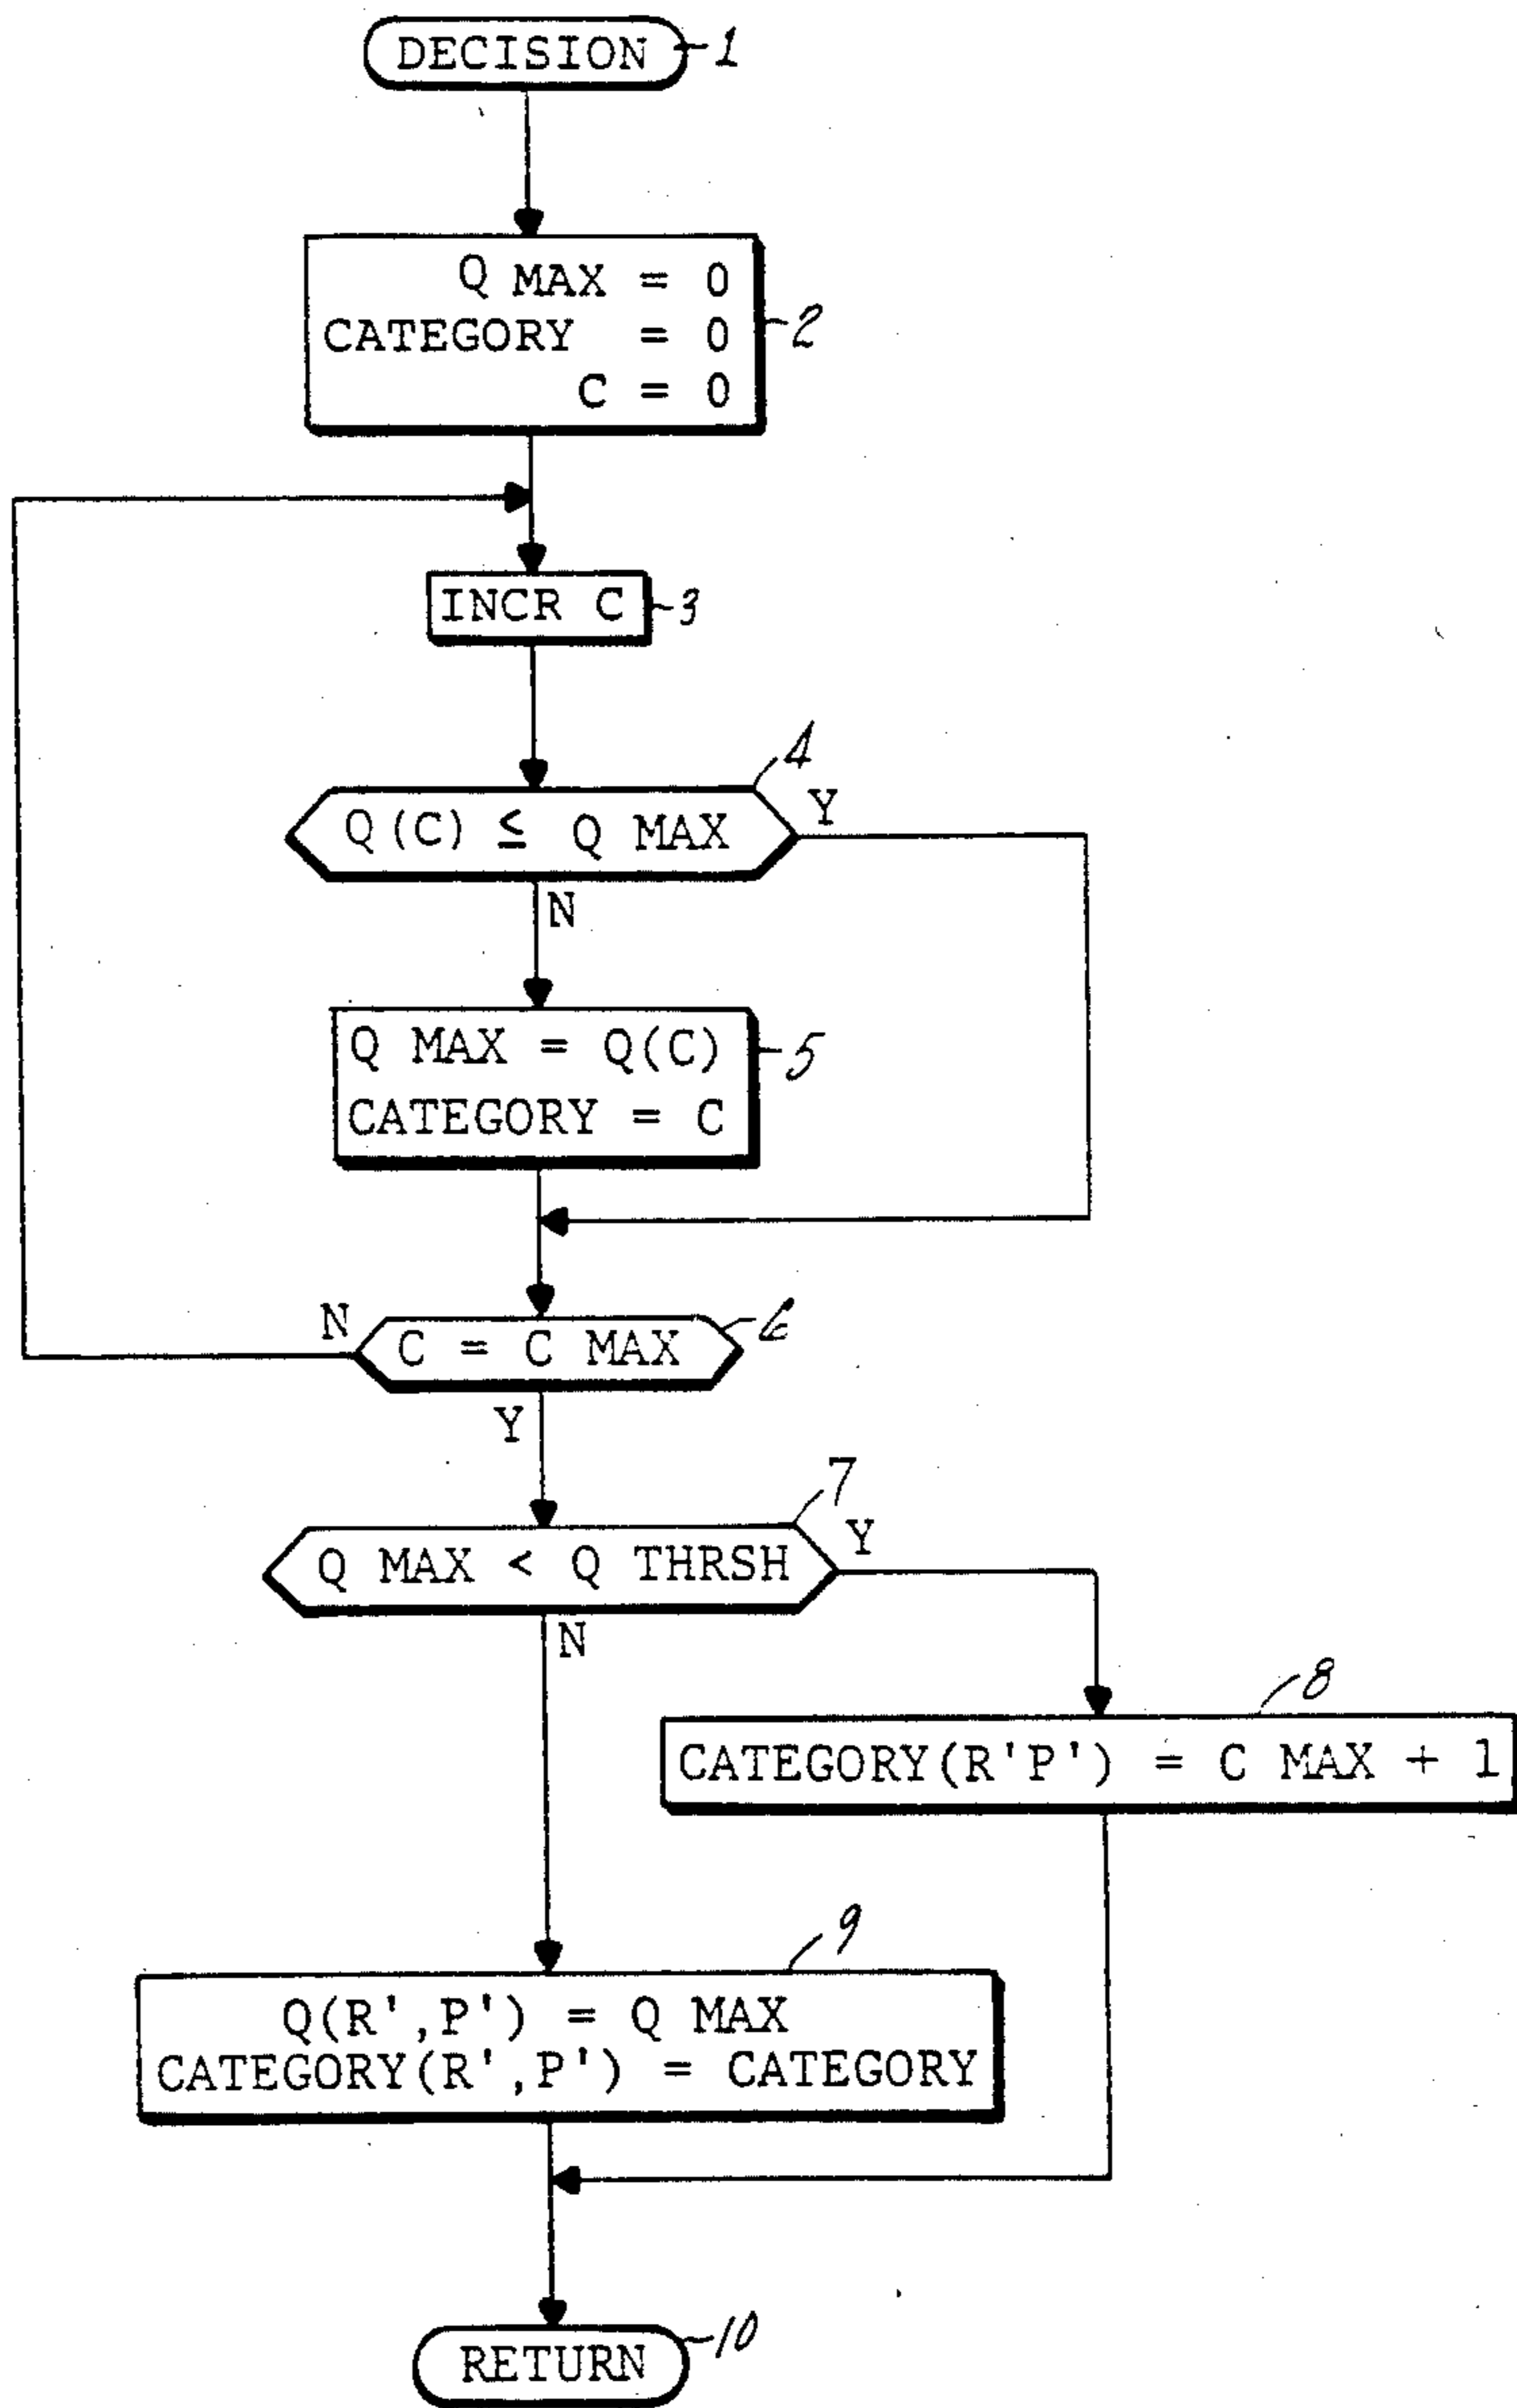 DECISION 1
Q MAX = 0
CATEGORY = 0 2
C = 0
INCR C 3
4
Q(C) ≤ Q MAX Y
N
Q MAX = Q(C) 5
CATEGORY = C
N C = C MAX 6
Y
7
Q MAX < Q THRSH Y
N
8
CATEGORY(R'P') = C MAX + 1
9
Q(R',P') = Q MAX
CATEGORY(R',P') = CATEGORY
RETURN 10